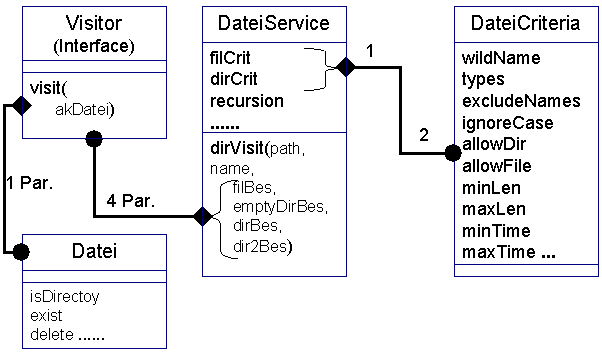 Visitor
(Interface)
visit(
akDatei)
1 Par.
4 Par.
Datei
isDirectoy
exist
delete ......
DateiService
filCrit
dirCrit
recursion
......
dirVisit(path,
name,
filBes,
emptyDirBes,
dirBes,
dir2Bes)
1
2
DateiCriteria
wildName
types
excludeNames
ignoreCase
allowDir
allowFile
minLen
maxLen
minTime
maxTime ...